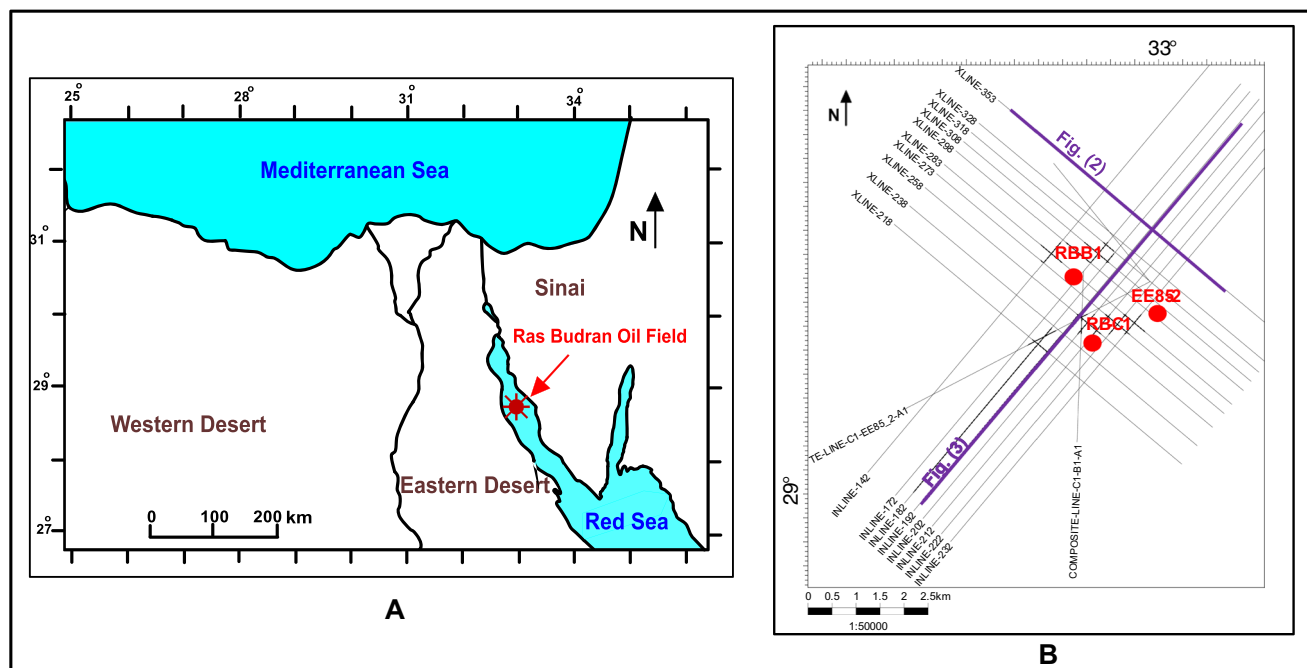 25°
28°
31°
34°
Mediterranean Sea
N
31°
Sinai
Ras Budran Oil Field
29°
Western Desert
Eastern Desert
0 100 200 km
Red Sea
27°
A
33°
N
XLINE-353
XLINE-328
XLINE-318
XLINE-308
XLINE-298
XLINE-283
XLINE-273
XLINE-258
XLINE-238
XLINE-218
Fig. (2)
RBB1
EE85-2
RBC1
TE-LINE-C1-EE85_2-A1
Fig. (3)
29°
INLINE-142
INLINE-172
INLINE-182
INLINE-192
INLINE-202
INLINE-212
INLINE-222
INLINE-232
COMPOSITE-LINE-C1-B1-A1
0 0.5 1 1.5 2 2.5km
1:50000
B